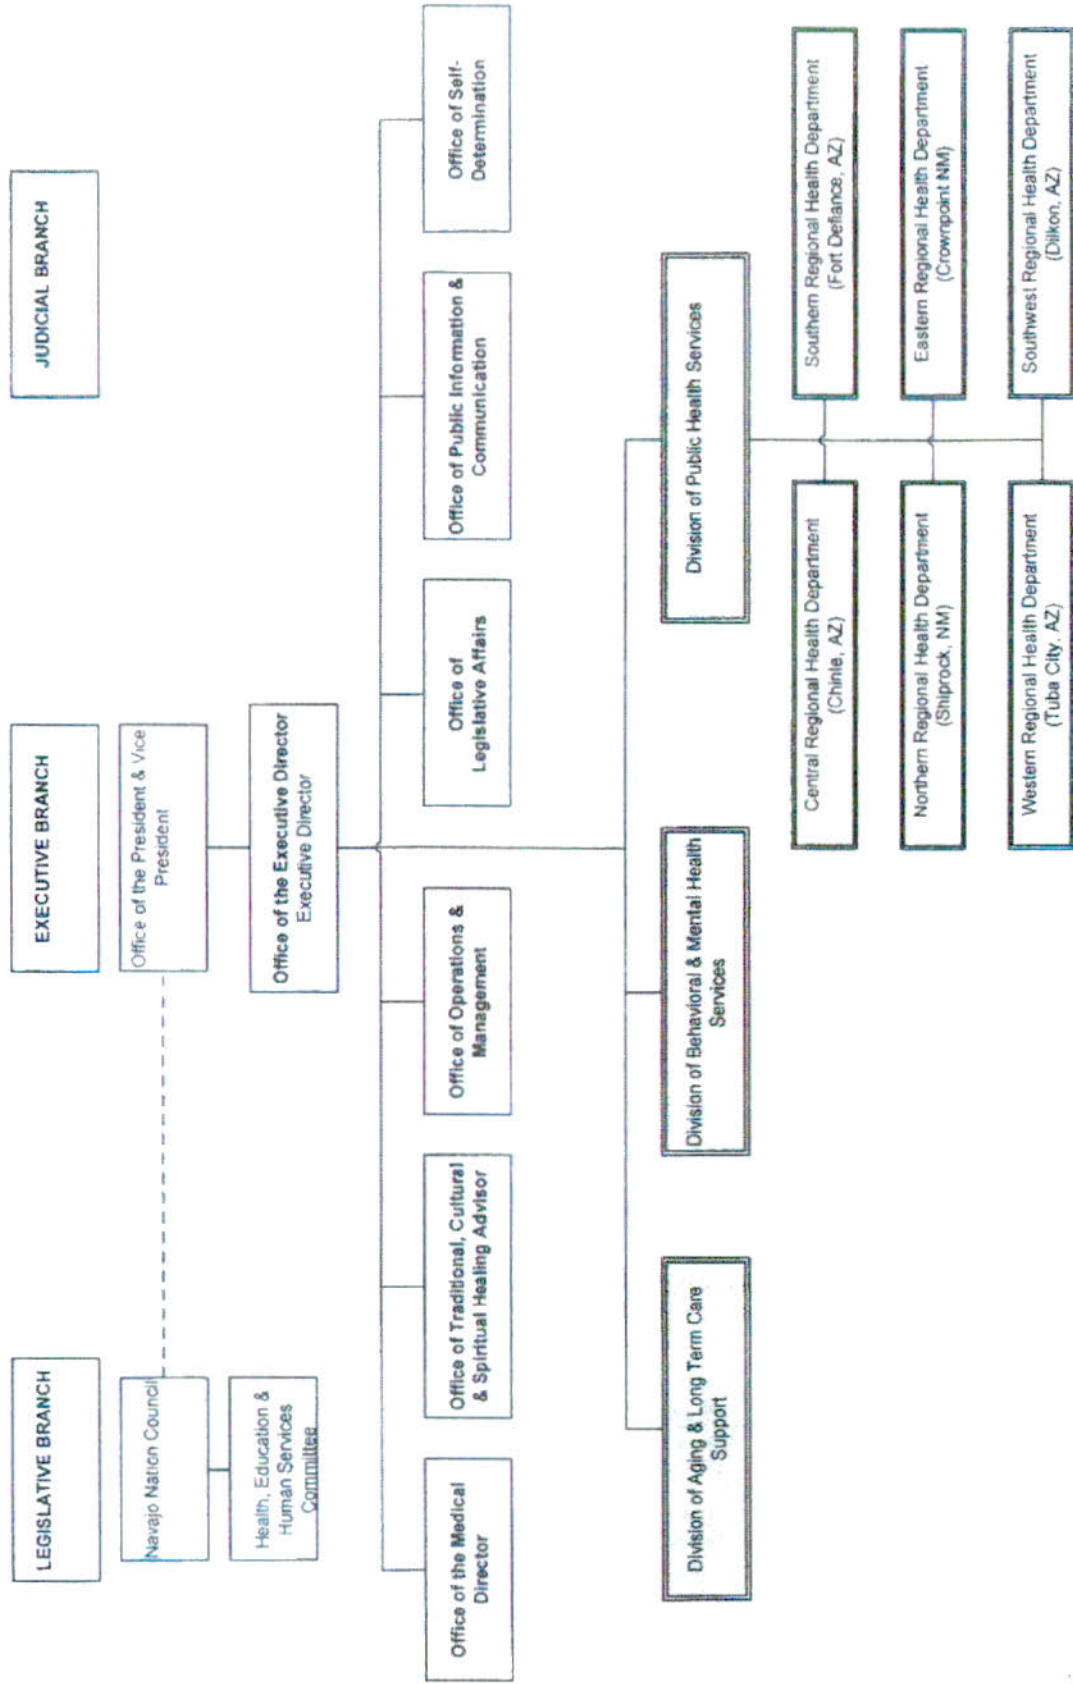 LEGISLATIVE BRANCH
EXECUTIVE BRANCH
JUDICIAL BRANCH
Navajo Nation Council
Office of the President & Vice
President
Health, Education &
Human Services
Committee
Office of the Executive Director
Executive Director
Office of the Medical
Director
Office of Traditional, Cultural
& Spiritual Healing Advisor
Office of Operations &
Management
Office of
Legislative Affairs
Office of Public Information &
Communication
Office of Self-
Determination
Division of Aging & Long Term Care
Support
Division of Behavioral & Mental Health
Services
Division of Public Health Services
Central Regional Health Department
(Chinle, AZ)
Southern Regional Health Department
(Fort Defiance, AZ)
Northern Regional Health Department
(Shiprock, NM)
Eastern Regional Health Department
(Crownpoint NM)
Western Regional Health Department
(Tuba City, AZ)
Southwest Regional Health Department
(Dilkon, AZ)